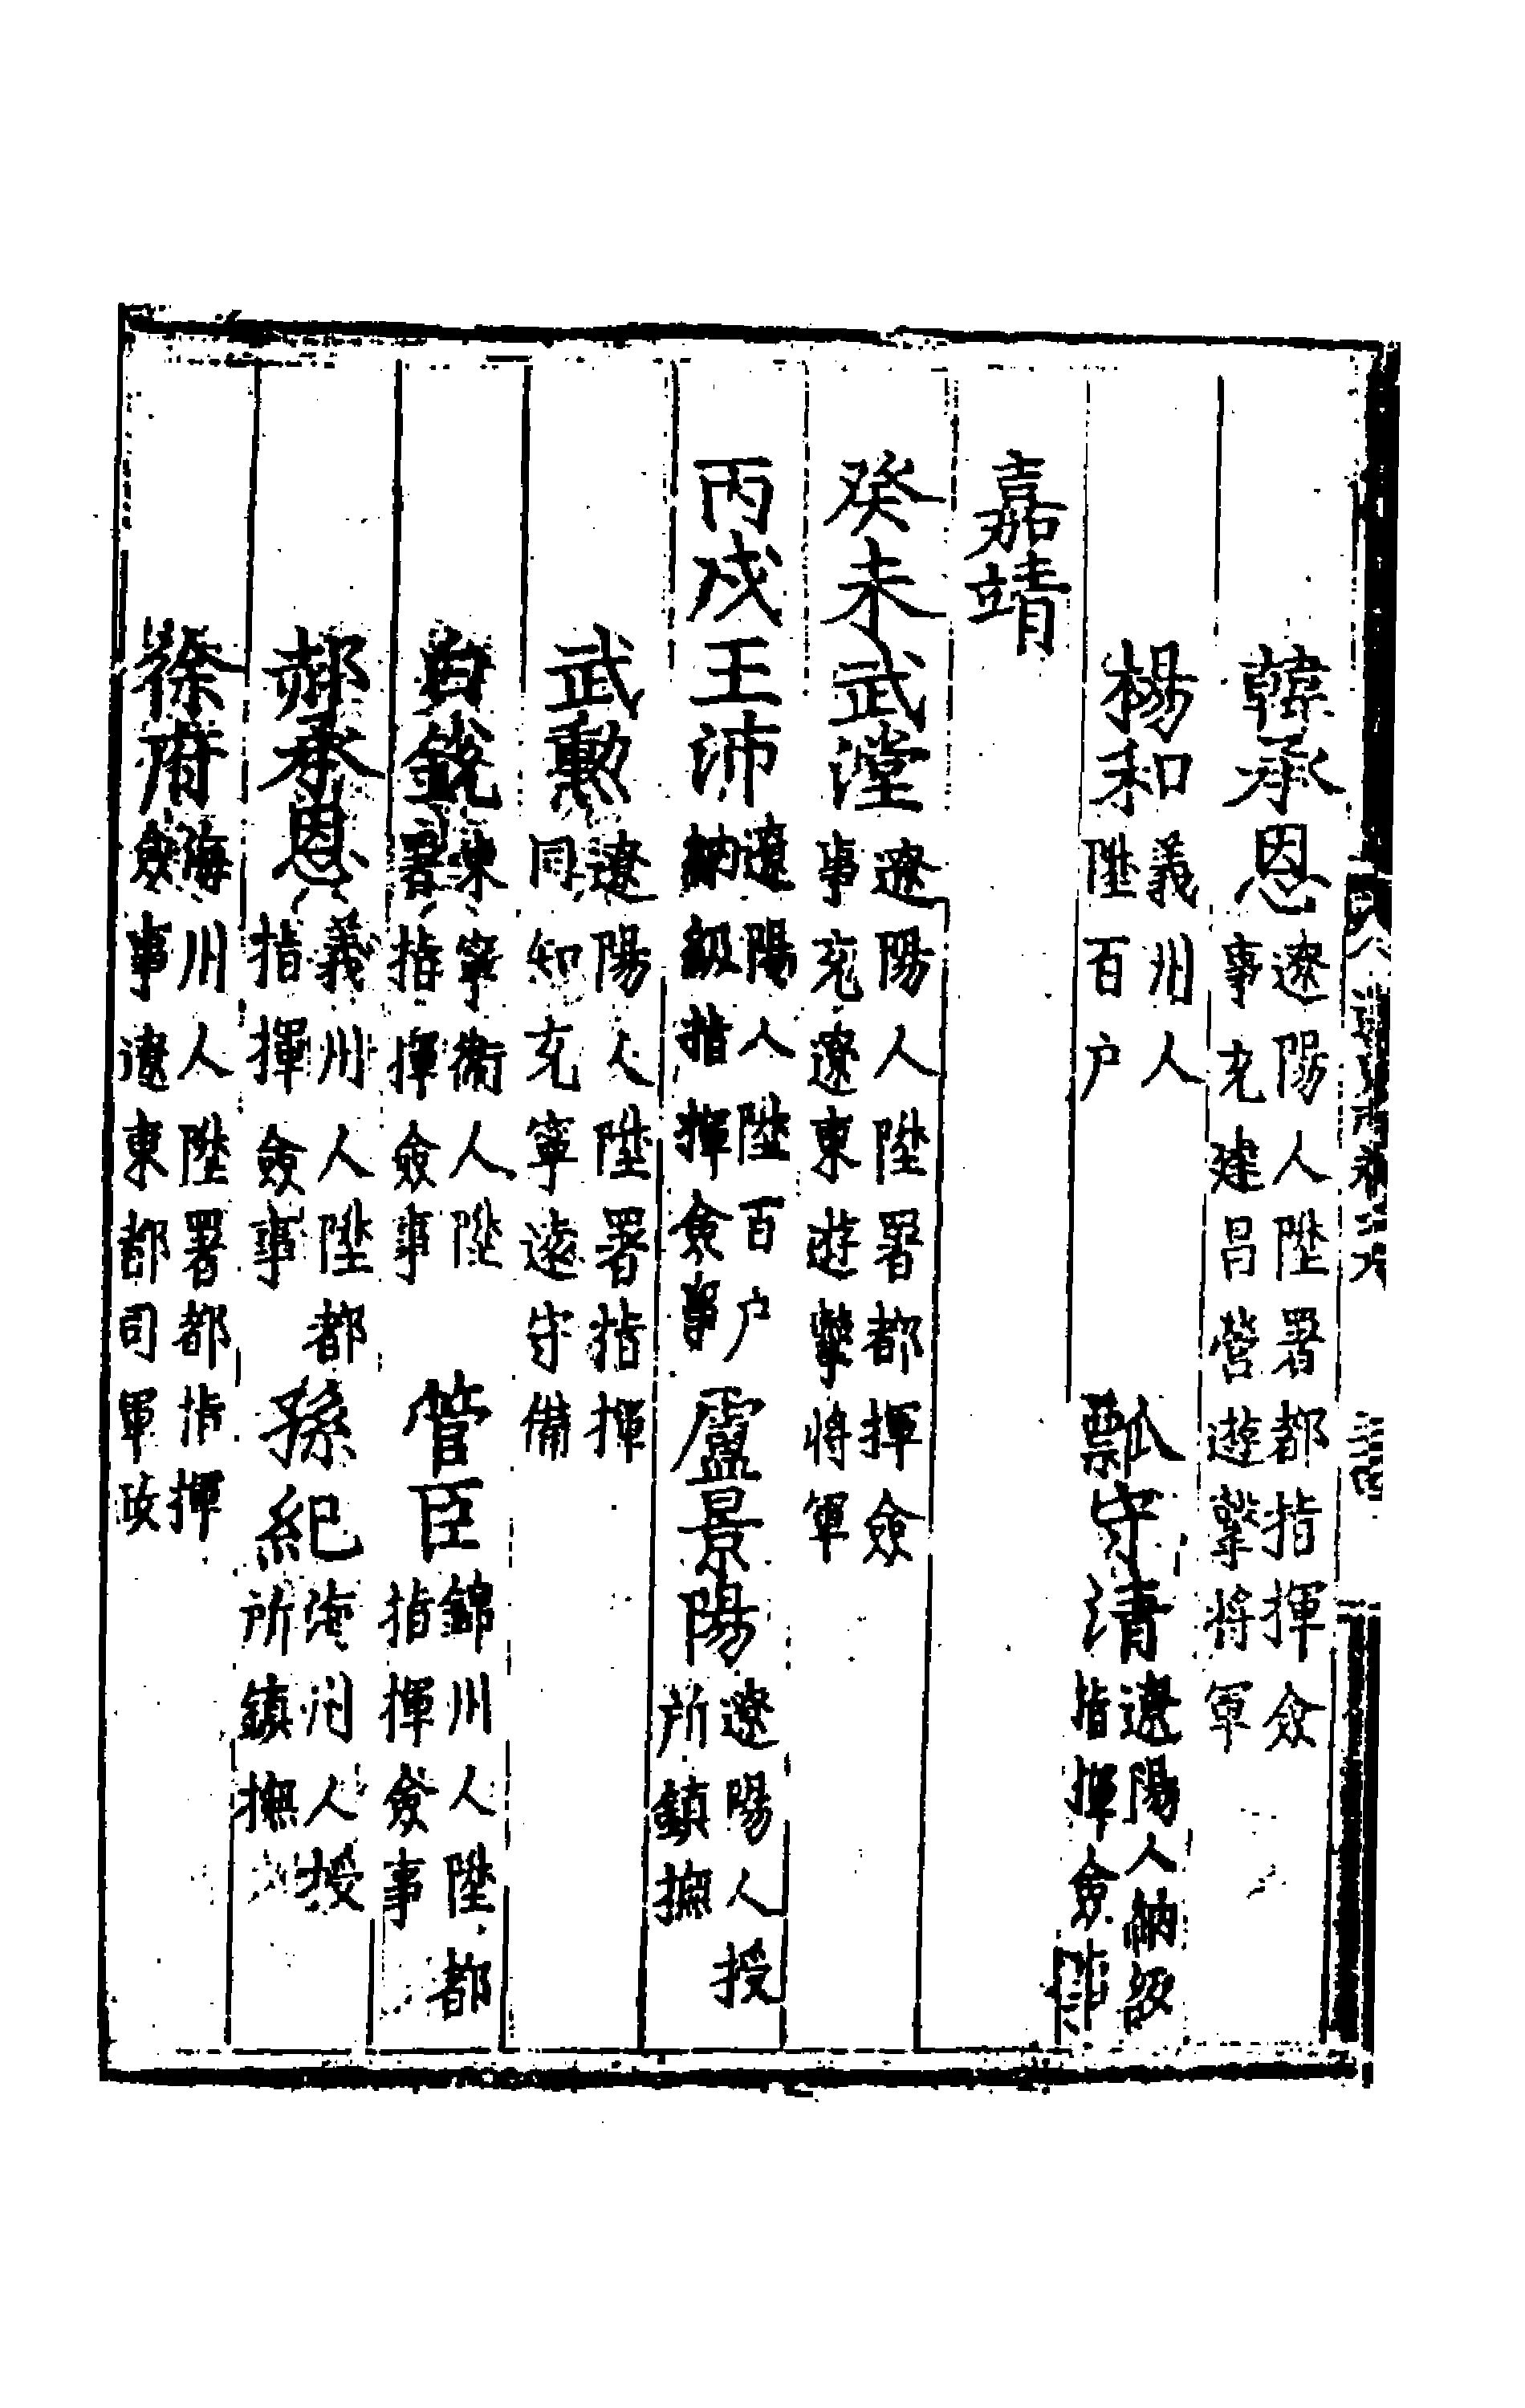 韓承恩遼陽人陞署都指揮僉事充建昌營遊擊將軍
楊和義州人陞百户 瓢守清遼陽人納級指揮僉事
嘉靖
癸未武漟遼陽人陞署都揮僉事充遼東遊擊將軍
丙戌王沛遼陽人陞百户納級指揮僉事 盧景陽遼陽人授所鎮撫
武勲遼陽人陞署指揮同知充寧遠守備
白銳東寧衛人陞署指揮僉事 管臣錦州人陞都指揮僉事
郝承恩義州人陞都指揮僉事 孫紀海州人授所鎮撫
徐府海州人陞署都指揮僉事遼東都司軍政